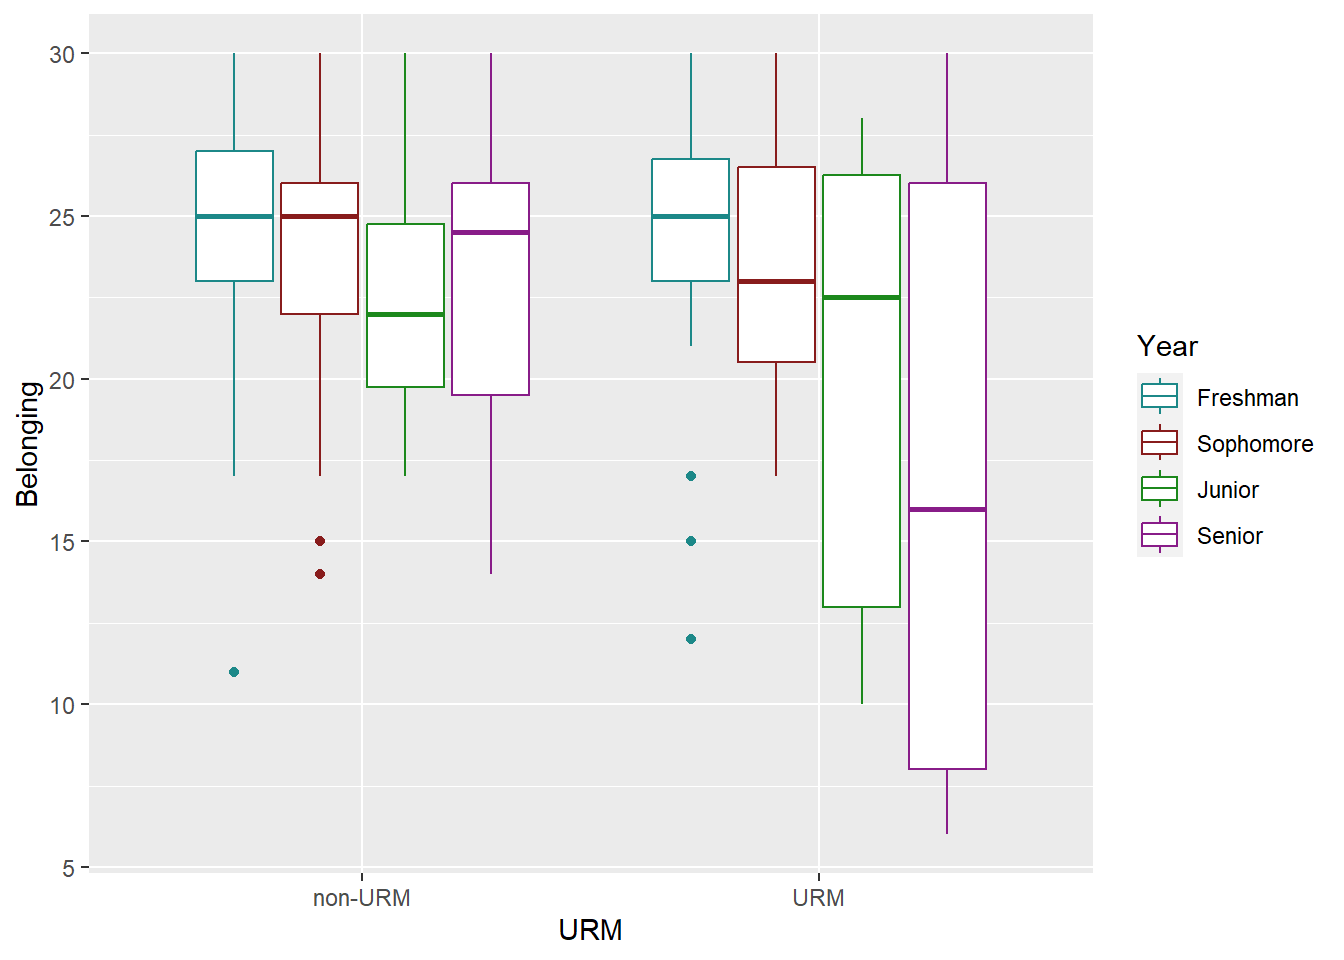 30
25
20
15
10
5
Belonging
non-URM
URM
URM
Year
Freshman
Sophomore
Junior
Senior